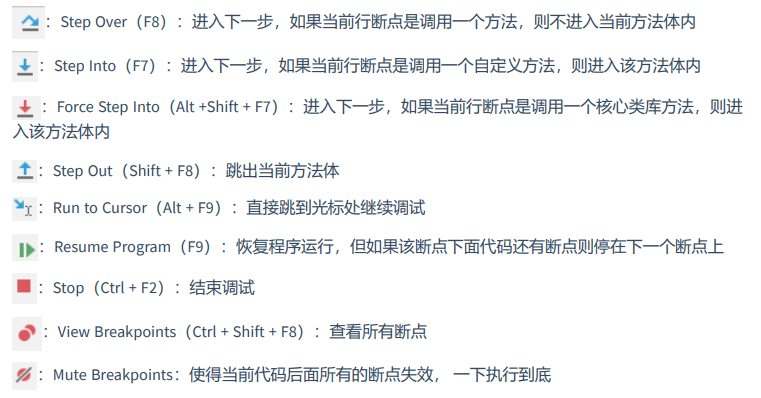 ：Step Over（F8）：进入下一步，如果当前行断点是调用一个方法，则不进入当前方法体内
：Step Into（F7）：进入下一步，如果当前行断点是调用一个自定义方法，则进入该方法体内
：Force Step Into（Alt +Shift + F7）：进入下一步，如果当前行断点是调用一个核心类库方法，则进
入该方法体内
：Step Out（Shift + F8）：跳出当前方法体
：Run to Cursor（Alt + F9）：直接跳到光标处继续调试
：Resume Program（F9）：恢复程序运行，但如果该断点下面代码还有断点则停在下一个断点上
：Stop（Ctrl + F2）：结束调试
：View Breakpoints（Ctrl + Shift + F8）：查看所有断点
：Mute Breakpoints：使得当前代码后面所有的断点失效， 一下执行到底